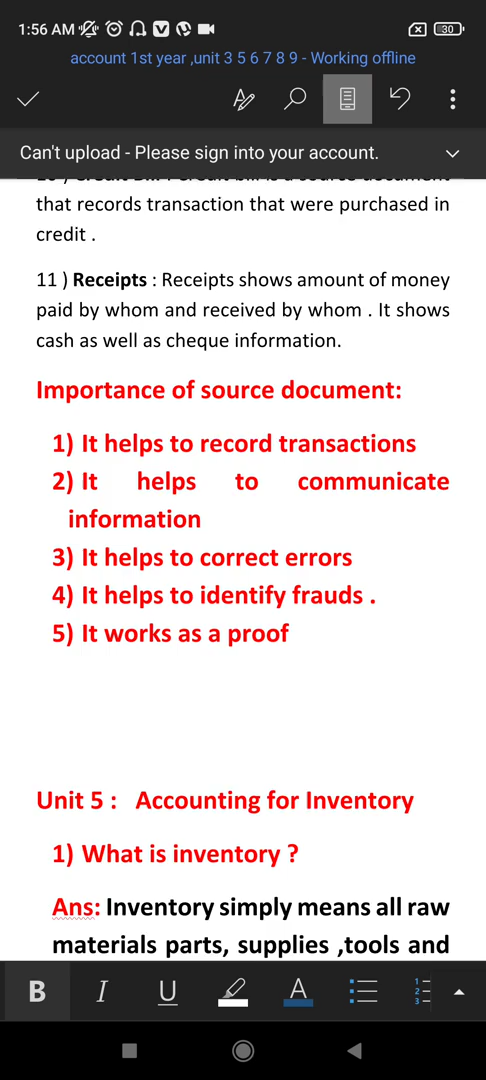 1:56 AM
30
account 1st year ,unit 3 5 6 7 8 9 - Working offline
Can't upload - Please sign into your account.
that records transaction that were purchased in
credit .
11 ) Receipts : Receipts shows amount of money
paid by whom and received by whom . It shows
cash as well as cheque information.
Importance of source document:
1) It helps to record transactions
2) It helps to communicate
information
3) It helps to correct errors
4) It helps to identify frauds .
5) It works as a proof
Unit 5 : Accounting for Inventory
1) What is inventory ?
Ans: Inventory simply means all raw
materials parts, supplies ,tools and
B I U A